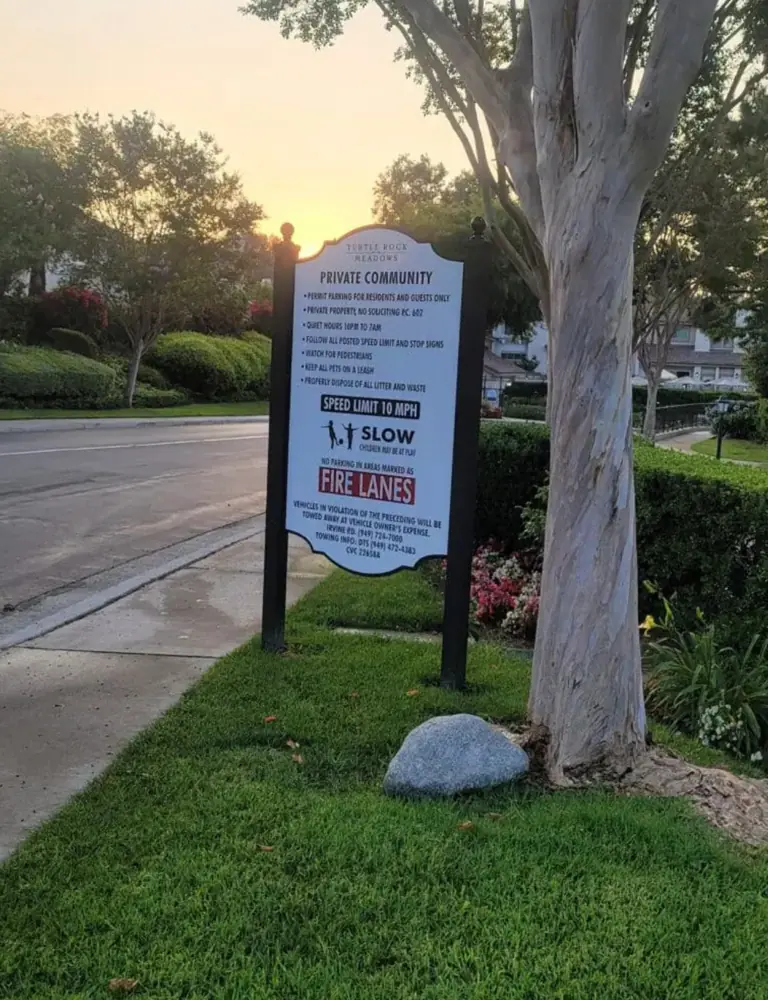 TURTLE ROCK
MEADOWS
PRIVATE COMMUNITY
• PERMIT PARKING FOR RESIDENTS AND GUESTS ONLY
• PRIVATE PROPERTY, NO SOLICITING P.C. 602
• QUIET HOURS 10PM TO 7AM
• FOLLOW ALL POSTED SPEED LIMIT AND STOP SIGNS
• WATCH FOR PEDESTRIANS
• KEEP ALL PETS ON A LEASH
• PROPERLY DISPOSE OF ALL LITTER AND WASTE
SPEED LIMIT 10 MPH
SLOW
CHILDREN MAY BE AT PLAY
NO PARKING IN AREAS MARKED AS
FIRE LANES
VEHICLES IN VIOLATION OF THE PRECEDING WILL BE
TOWED AWAY AT VEHICLE OWNER'S EXPENSE.
IRVINE P.D. (949) 724-7000
TOWING INFO: DTS (949) 472-4383
CVC 22658A